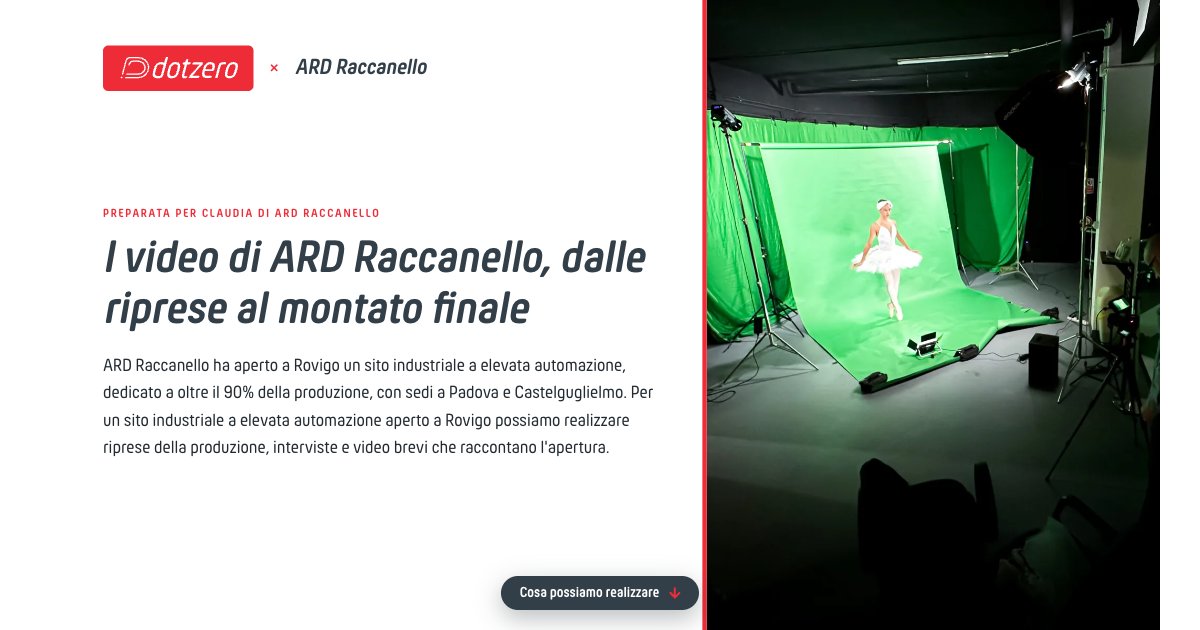 dotzero × ARD Raccanello
PREPARATA PER CLAUDIA DI ARD RACCANELLO
I video di ARD Raccanello, dalle
riprese al montato finale
ARD Raccanello ha aperto a Rovigo un sito industriale a elevata automazione,
dedicato a oltre il 90% della produzione, con sedi a Padova e Castelguglielmo. Per
un sito industriale a elevata automazione aperto a Rovigo possiamo realizzare
riprese della produzione, interviste e video brevi che raccontano l'apertura.
Cosa possiamo realizzare